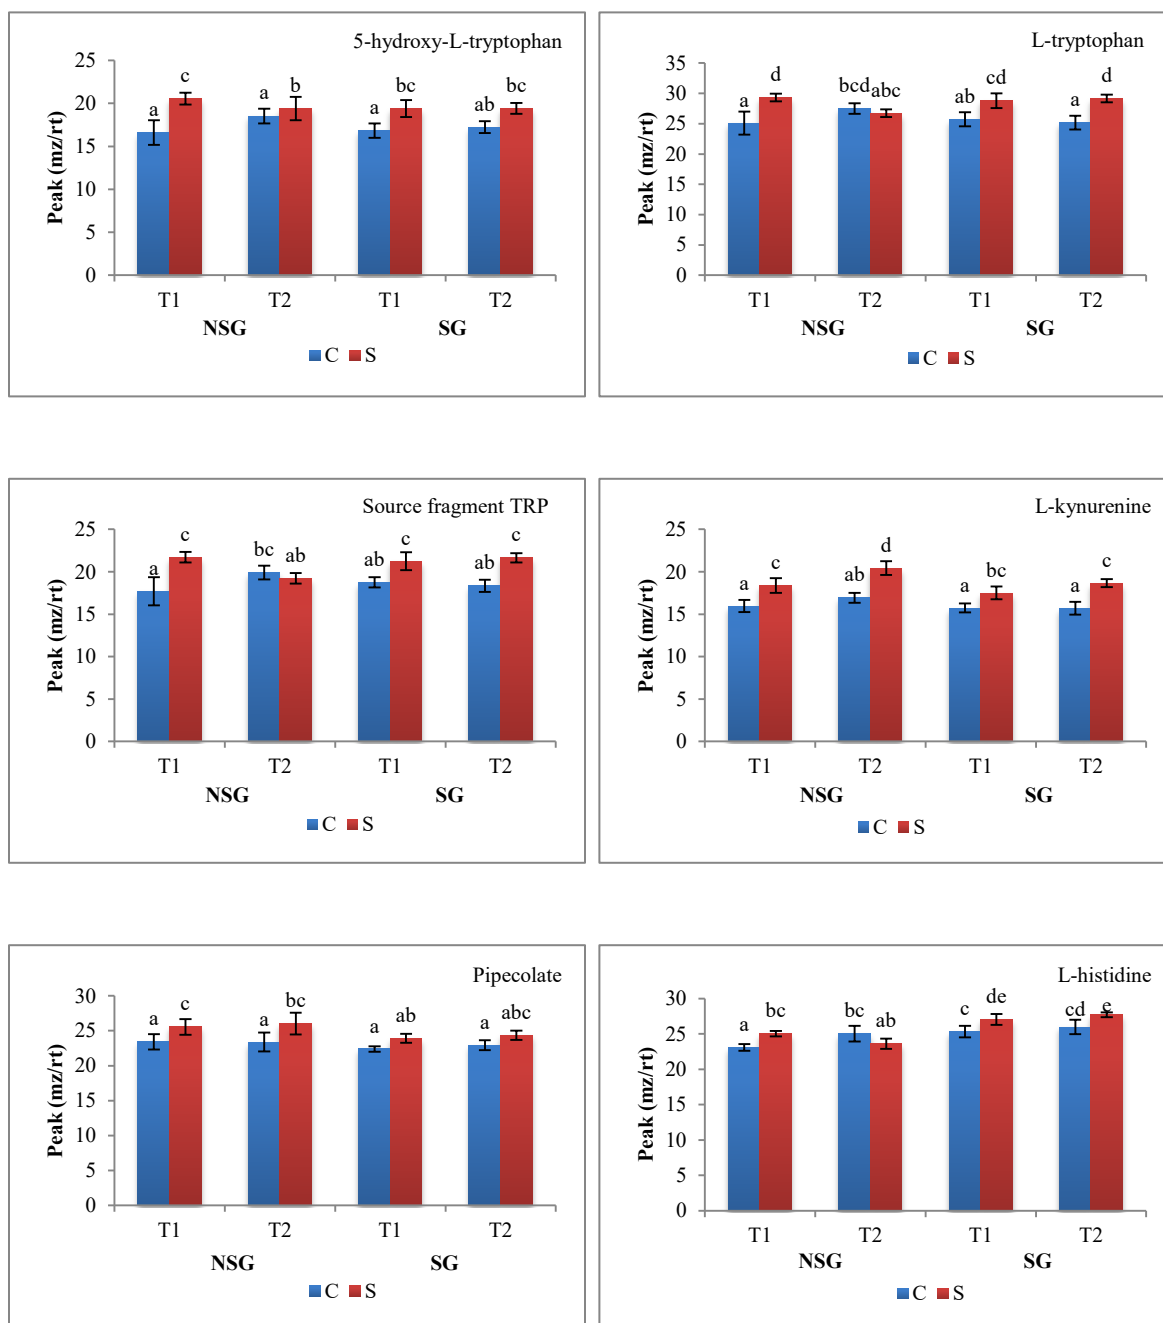 5-hydroxy-L-tryptophan
25
20
15
10
5
0
Peak (mz/rt)
a c a b a bc ab bc
T1 T2 T1 T2
NSG SG
C S
L-tryptophan
35
30
25
20
15
10
5
0
Peak (mz/rt)
a d bcd abc ab cd a d
T1 T2 T1 T2
NSG SG
C S
Source fragment TRP
25
20
15
10
5
0
Peak (mz/rt)
a c bc ab ab c ab c
T1 T2 T1 T2
NSG SG
C S
L-kynurenine
25
20
15
10
5
0
Peak (mz/rt)
a c ab d a bc a c
T1 T2 T1 T2
NSG SG
C S
Pipecolate
30
25
20
15
10
5
0
Peak (mz/rt)
a c a bc a ab a abc
T1 T2 T1 T2
NSG SG
C S
L-histidine
30
25
20
15
10
5
0
Peak (mz/rt)
a bc bc ab c de cd e
T1 T2 T1 T2
NSG SG
C S